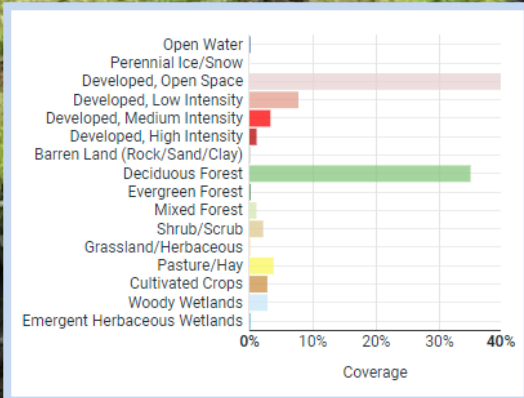 Open Water
Perennial Ice/Snow
Developed, Open Space
Developed, Low Intensity
Developed, Medium Intensity
Developed, High Intensity
Barren Land (Rock/Sand/Clay)
Deciduous Forest
Evergreen Forest
Mixed Forest
Shrub/Scrub
Grassland/Herbaceous
Pasture/Hay
Cultivated Crops
Woody Wetlands
Emergent Herbaceous Wetlands
0% 10% 20% 30% 40%
Coverage